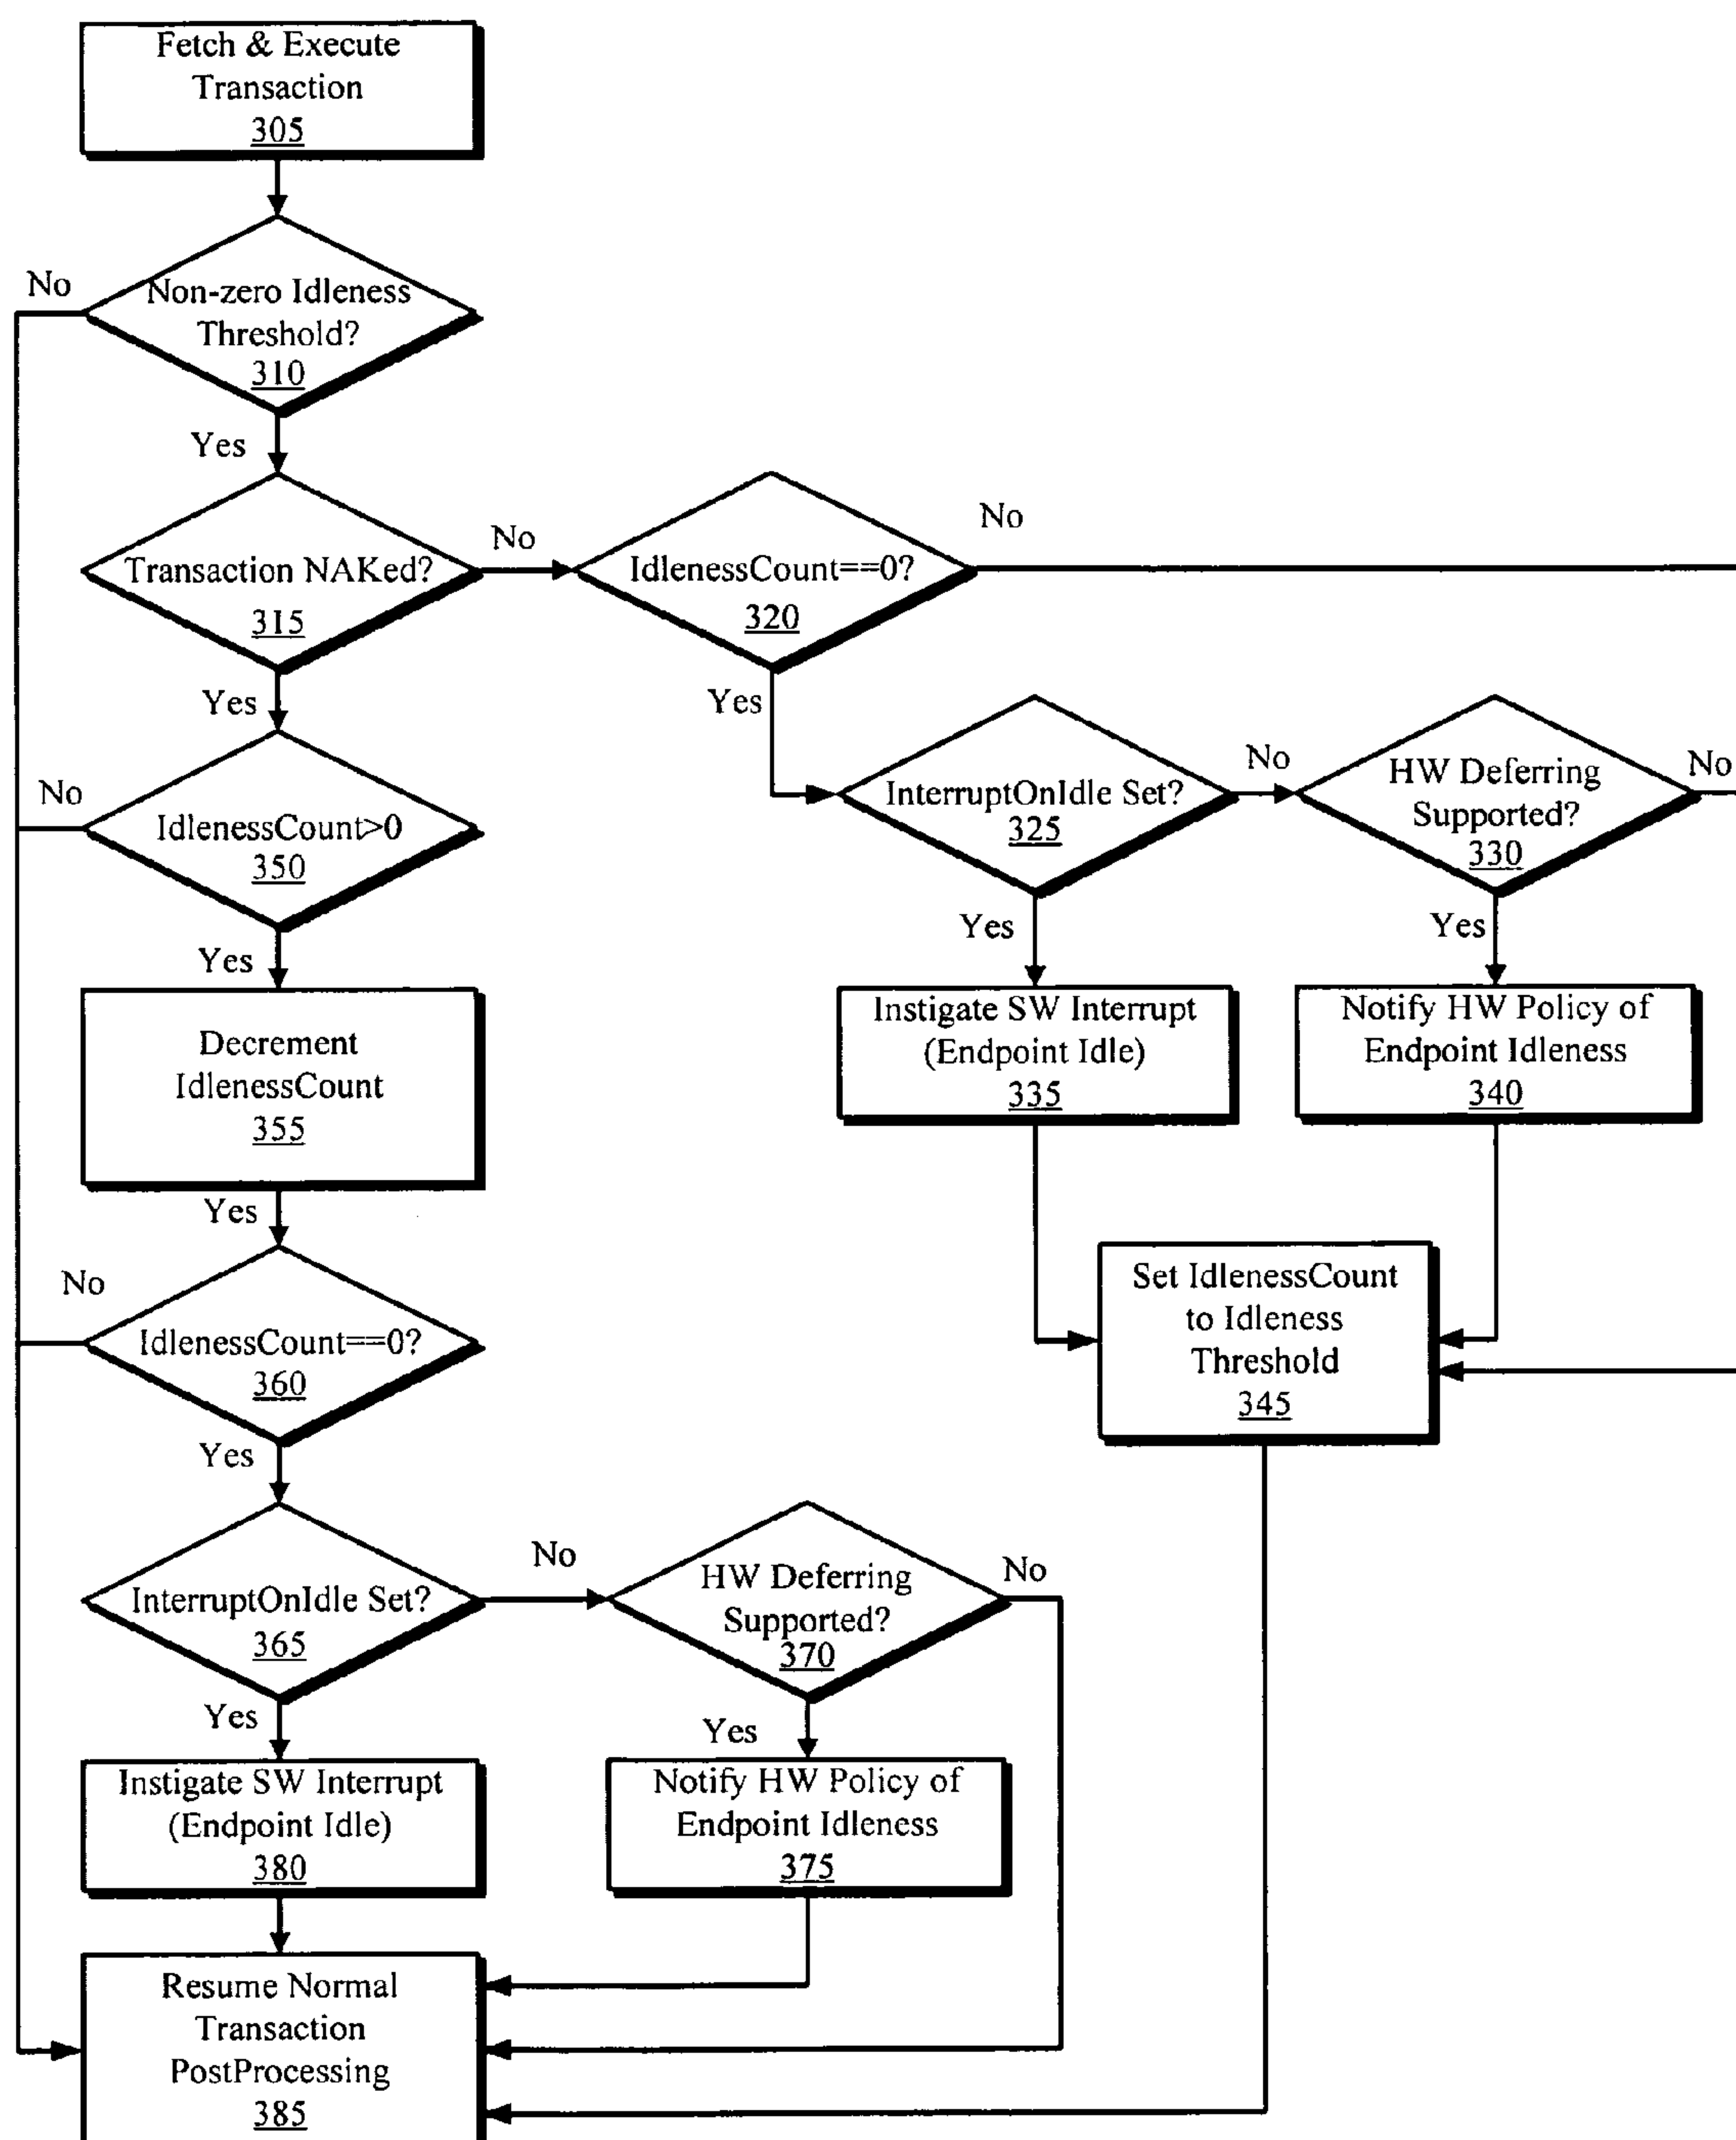 Fetch & Execute
Transaction
305
No
Non-zero Idleness
Threshold?
310
Yes
Transaction NAKed?
315
No
IdlenessCount==0?
320
No
Yes
Yes
InterruptOnIdle Set?
325
No
HW Deferring
Supported?
330
No
No
IdlenessCount>0
350
Yes
Yes
Yes
Decrement
IdlenessCount
355
Instigate SW Interrupt
(Endpoint Idle)
335
Notify HW Policy of
Endpoint Idleness
340
Yes
No
IdlenessCount==0?
360
Set IdlenessCount
to Idleness
Threshold
345
Yes
InterruptOnIdle Set?
365
No
HW Deferring
Supported?
370
No
Yes
Yes
Instigate SW Interrupt
(Endpoint Idle)
380
Notify HW Policy of
Endpoint Idleness
375
Resume Normal
Transaction
PostProcessing
385